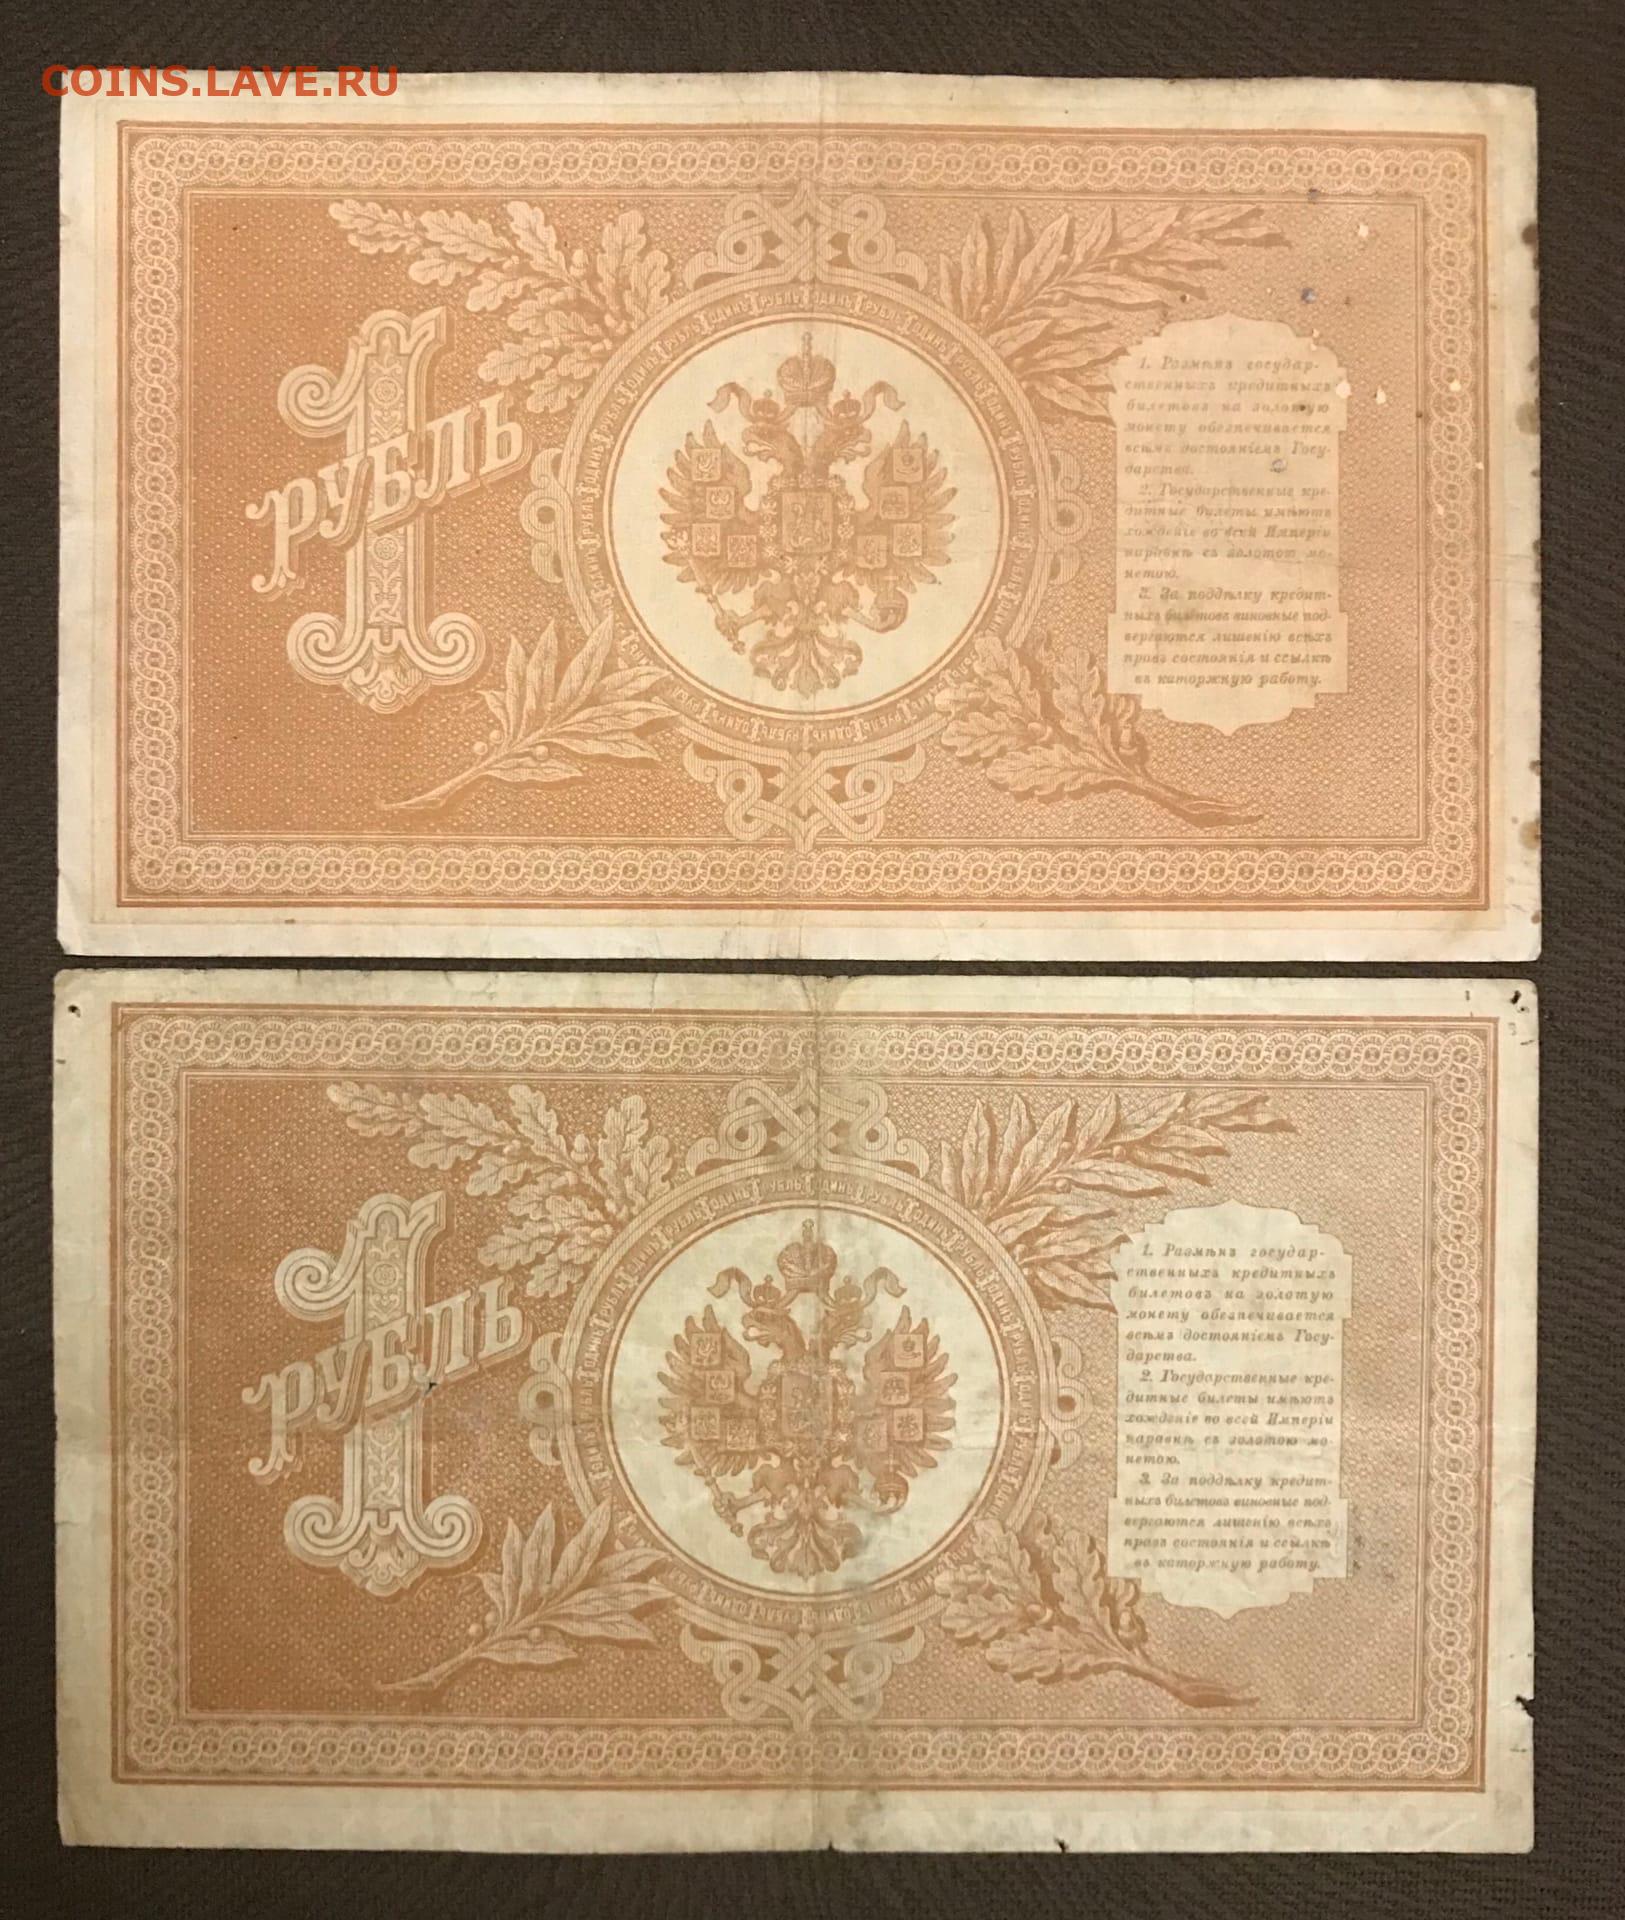 COINS.LAVE.RU
1
РУБЛЬ
1. Размѣнъ государ-
ственныхъ кредитныхъ
билетовъ на золотую
монету обезпечивается
всѣмъ достояніемъ Госу-
дарства.
2. Государственные кре-
дитные билеты имѣютъ
хожденіе во всей Имперіи
наравнѣ съ золотою мо-
нетою.
3. За поддѣлку кредит-
ныхъ билетовъ виновные под-
вергаются лишенію всѣхъ
правъ состоянія и ссылкѣ
въ каторжную работу.
1
РУБЛЬ
1. Размѣнъ государ-
ственныхъ кредитныхъ
билетовъ на золотую
монету обезпечивается
всѣмъ достояніемъ Госу-
дарства.
2. Государственные кре-
дитные билеты имѣютъ
хожденіе во всей Имперіи
наравнѣ съ золотою мо-
нетою.
3. За поддѣлку кредит-
ныхъ билетовъ виновные под-
вергаются лишенію всѣхъ
правъ состоянія и ссылкѣ
въ каторжную работу.